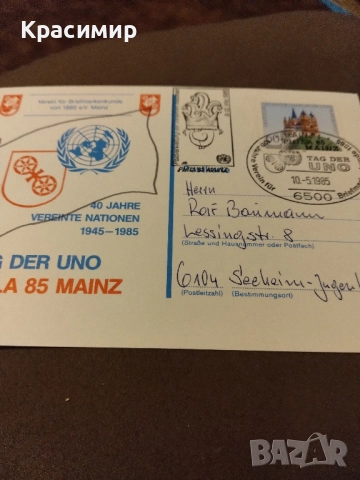 Красимир
Verein für Briefmarkenkunde
von 1885 e.V. Mainz
40 JAHRE
VEREINTE NATIONEN
1945-1985
G DER UNO
LA 85 MAINZ
TAG DER
UNO
10.-5.1985
6500
Herrn
Rolf Baumann
Lessingstr. 8
(Straße und Hausnummer oder Postfach)
6104 Seeheim-Jugen
(Postleitzahl) (Bestimmungsort)
BAZAR